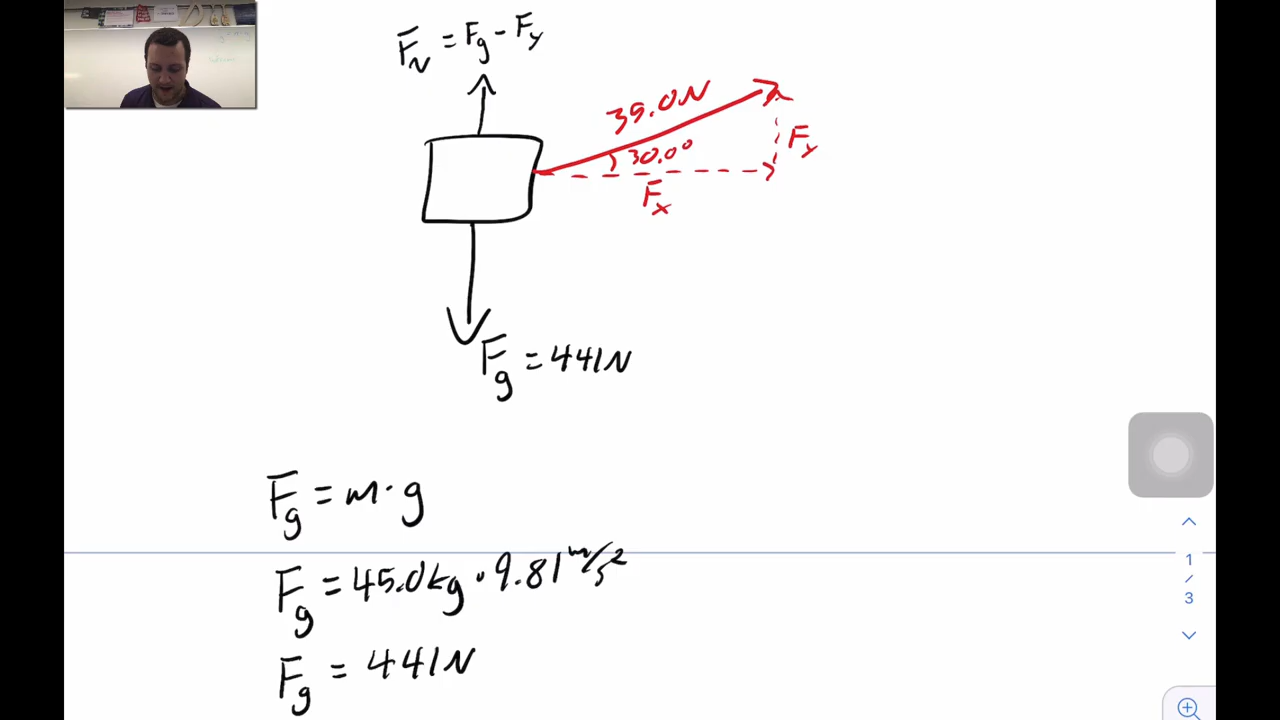 F_N = F_g - F_y
39.0N
30.0°
F_y
F_x
F_g = 441N
F_g = m · g
F_g = 45.0kg · 9.81 m/s²
F_g = 441N
1
/
3